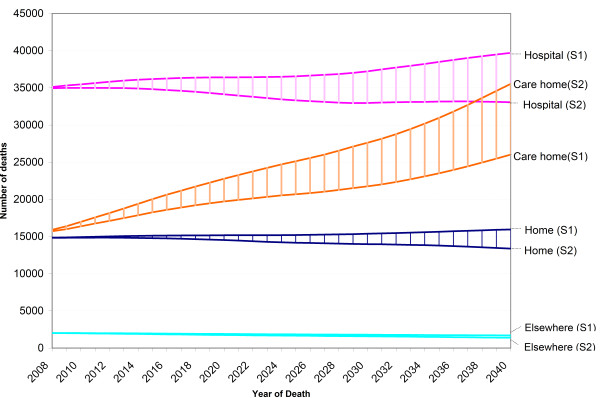 45000
40000
35000
30000
25000
20000
15000
10000
5000
0
Number of deaths
Hospital (S1)
Care home(S2)
Hospital (S2)
Care home(S1)
Home (S1)
Home (S2)
Elsewhere (S1)
Elsewhere (S2)
2008 2010 2012 2014 2016 2018 2020 2022 2024 2026 2028 2030 2032 2034 2036 2038 2040
Year of Death